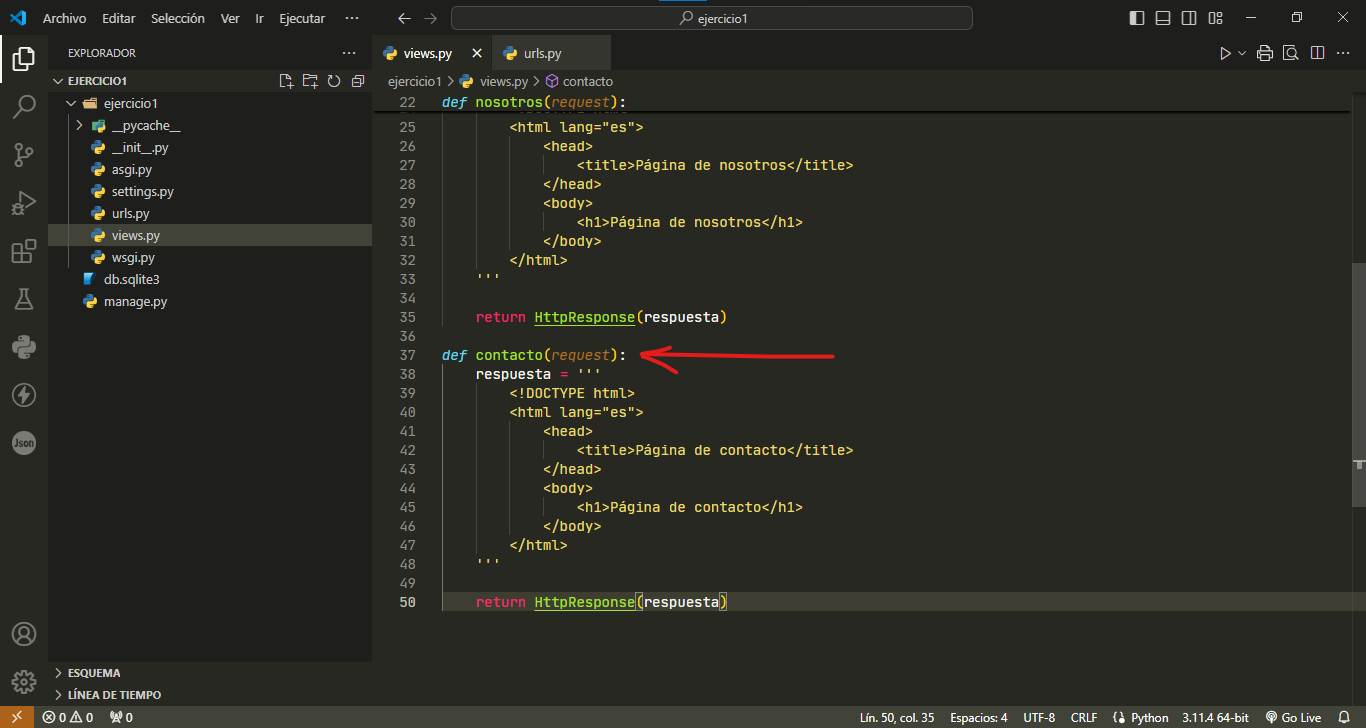 Archivo Editar Selección Ver Ir Ejecutar ··· ejercicio1
EXPLORADOR ···
EJERCICIO1
ejercicio1
__pycache__
__init__.py
asgi.py
settings.py
urls.py
views.py
wsgi.py
db.sqlite3
manage.py
ESQUEMA
LÍNEA DE TIEMPO
Json
views.py urls.py
ejercicio1 > views.py > contacto
22 def nosotros(request):
25 <html lang="es">
26 <head>
27 <title>Página de nosotros</title>
28 </head>
29 <body>
30 <h1>Página de nosotros</h1>
31 </body>
32 </html>
33 '''
34
35 return HttpResponse(respuesta)
36
37 def contacto(request):
38 respuesta = '''
39 <!DOCTYPE html>
40 <html lang="es">
41 <head>
42 <title>Página de contacto</title>
43 </head>
44 <body>
45 <h1>Página de contacto</h1>
46 </body>
47 </html>
48 '''
49
50 return HttpResponse(respuesta)
0 0 0 Lín. 50, col. 35 Espacios: 4 UTF-8 CRLF Python 3.11.4 64-bit Go Live